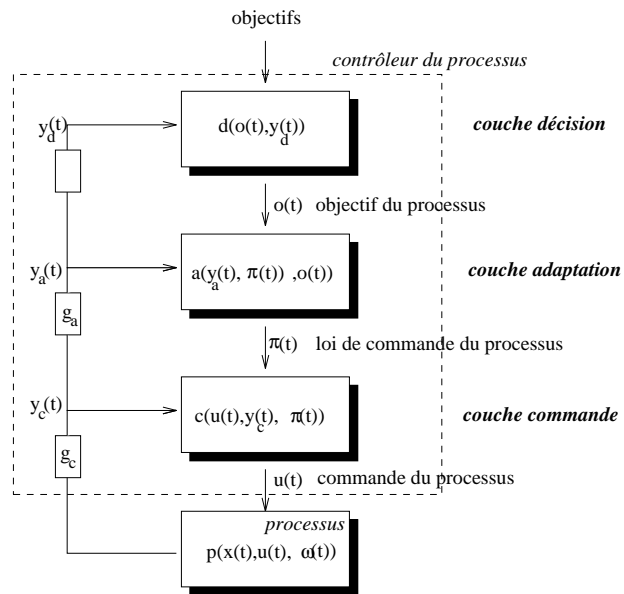 objectifs
contrôleur du processus
y_d(t)
d(o(t),y_d(t))
couche décision
o(t) objectif du processus
y_a(t)
a(y_a(t), π(t)) ,o(t))
couche adaptation
g_a
π(t) loi de commande du processus
y_c(t)
c(u(t),y_c(t), π(t))
couche commande
g_c
u(t) commande du processus
processus
p(x(t),u(t), ω(t))